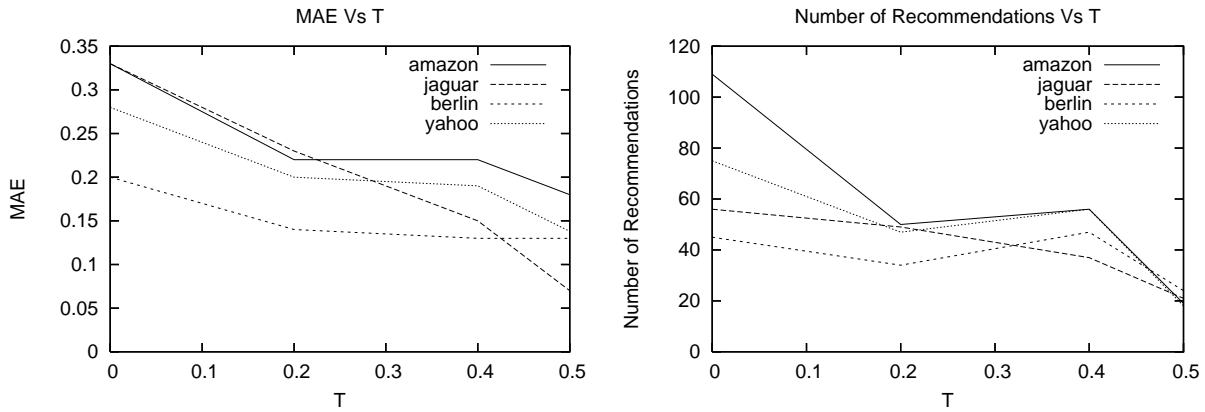 MAE Vs T
MAE
0.35
0.3
0.25
0.2
0.15
0.1
0.05
0
amazon
jaguar
berlin
yahoo
0 0.1 0.2 0.3 0.4 0.5
T
Number of Recommendations Vs T
Number of Recommendations
120
100
80
60
40
20
0
amazon
jaguar
berlin
yahoo
0 0.1 0.2 0.3 0.4 0.5
T